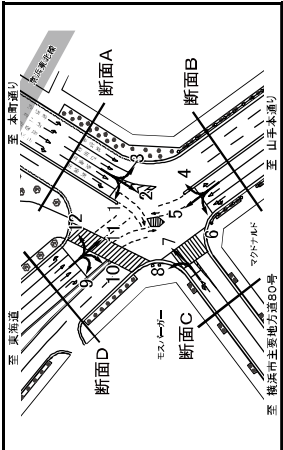 至 本町通り
断面A
断面B
至 山手本通り
至 東海道
断面D
断面C
至 横浜市主要地方道80号
モスバーガー
マクドナルド
1
2
3
4
5
6
7
8
9
10
11
12